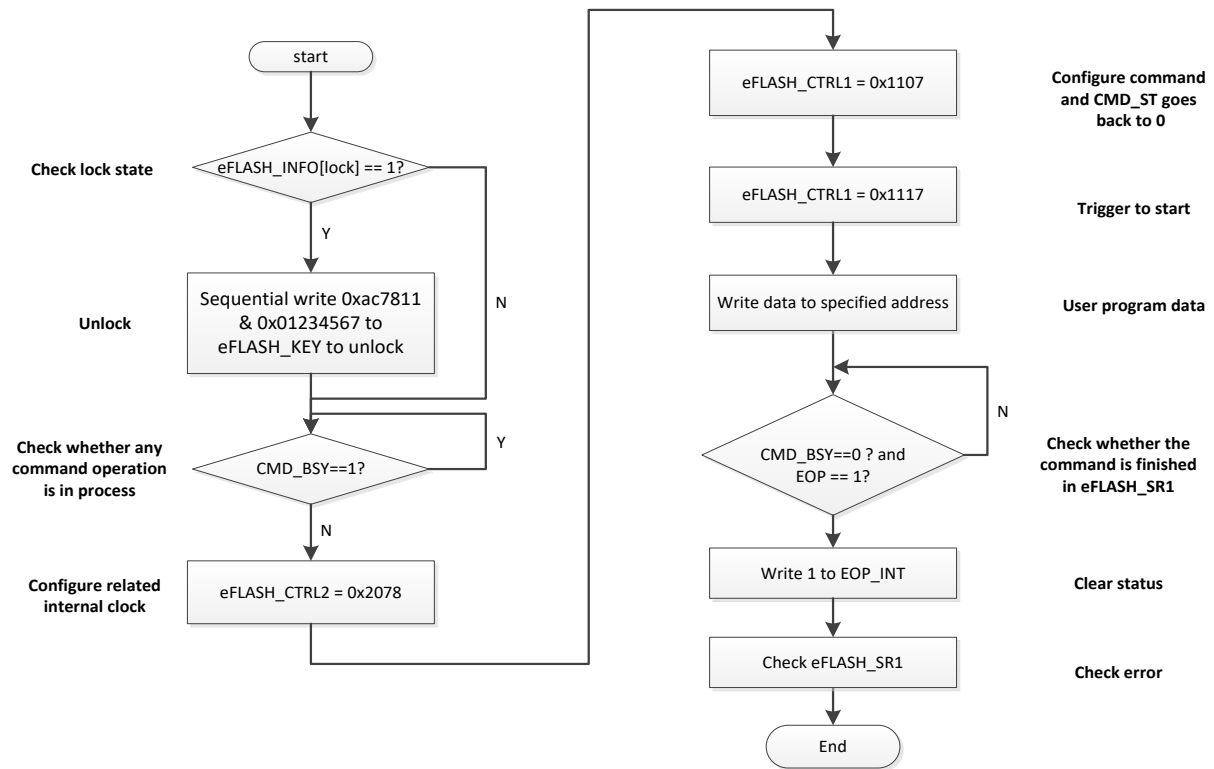 start
Check lock state
eFLASH_INFO[lock] == 1?
Y
N
Unlock
Sequential write 0xac7811
& 0x01234567 to
eFLASH_KEY to unlock
Check whether any
command operation
is in process
CMD_BSY==1?
Y
N
Configure related
internal clock
eFLASH_CTRL2 = 0x2078
eFLASH_CTRL1 = 0x1107
Configure command
and CMD_ST goes
back to 0
eFLASH_CTRL1 = 0x1117
Trigger to start
Write data to specified address
User program data
CMD_BSY==0 ? and
EOP == 1?
N
Check whether the
command is finished
in eFLASH_SR1
Write 1 to EOP_INT
Clear status
Check eFLASH_SR1
Check error
End